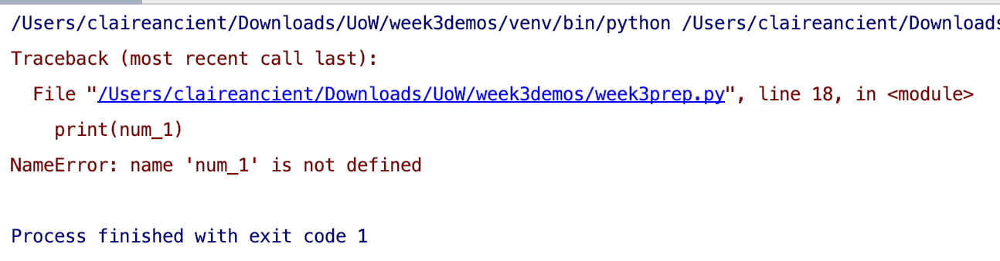 /Users/claireancient/Downloads/UoW/week3demos/venv/bin/python /Users/claireancient/Downloads
Traceback (most recent call last):
  File "/Users/claireancient/Downloads/UoW/week3demos/week3prep.py", line 18, in <module>
    print(num_1)
NameError: name 'num_1' is not defined
Process finished with exit code 1